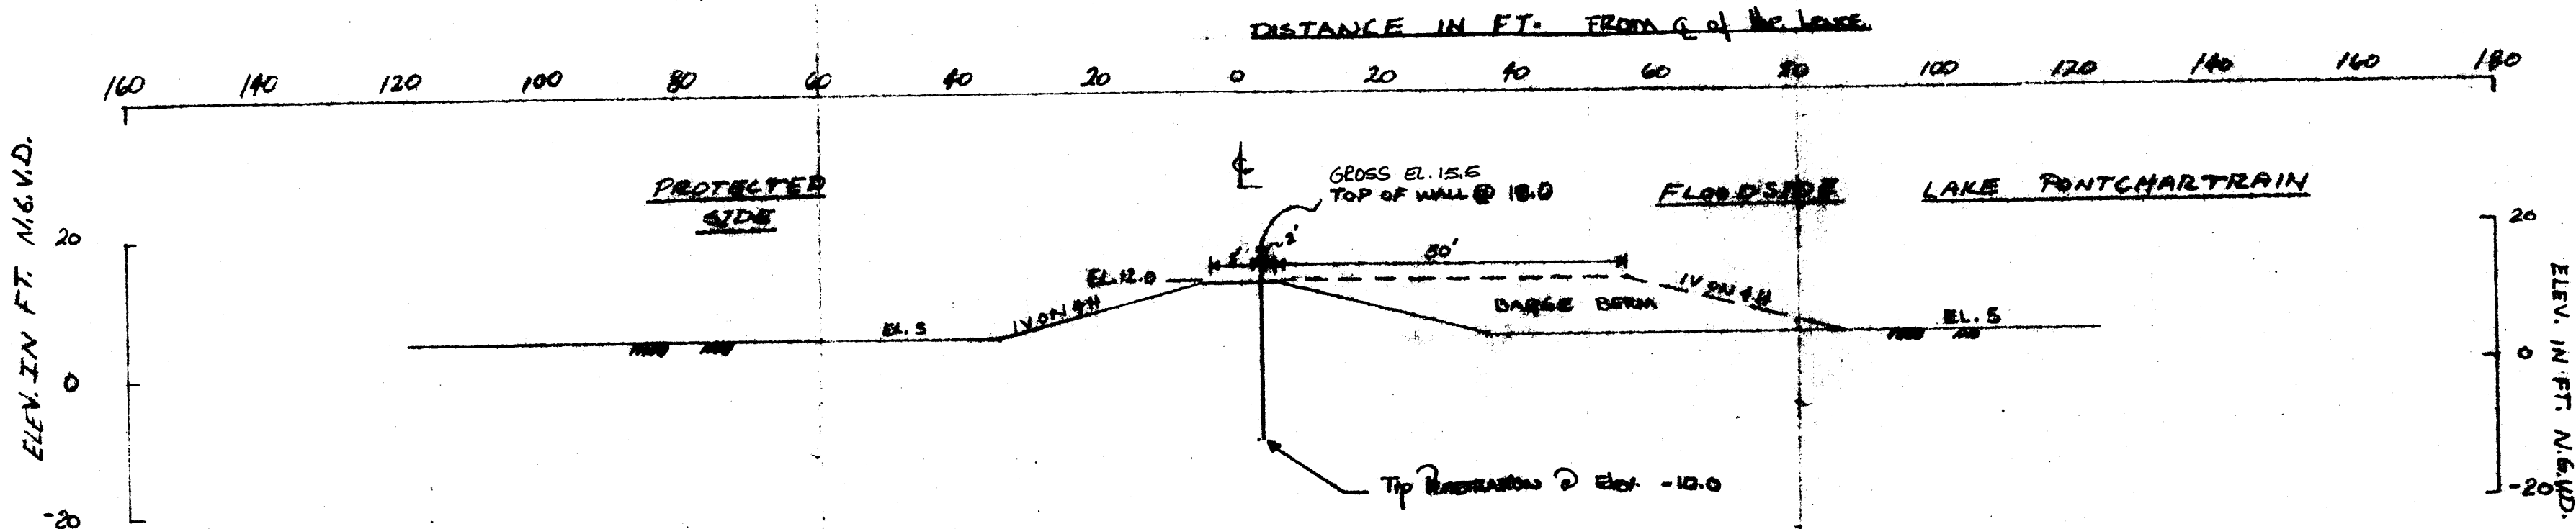 DISTANCE IN FT. FROM ℄ of the Levee
160 140 120 100 80 60 40 20 0 20 40 60 80 100 120 140 160 180
℄
GROSS EL. 15.5
TOP OF WALL @ 18.0
PROTECTED
SIDE
FLOODSIDE
LAKE PONTCHARTRAIN
ELEV. IN FT. N.G.V.D.
20
0
-20
2'
50'
EL. 12.0
1V ON 4H
EL. 5
BARGE BERM
1V ON 4H
EL. 5
Tip PENETRATION @ Elev. -10.0
20
0
-20
ELEV. IN FT. N.G.V.D.